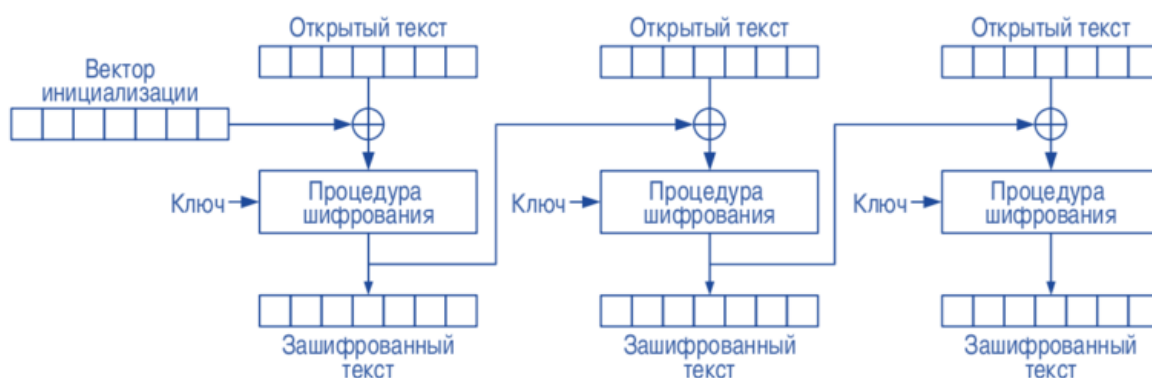 Открытый текст
Открытый текст
Открытый текст
Вектор
инициализации
Ключ
Процедура
шифрования
Ключ
Процедура
шифрования
Ключ
Процедура
шифрования
Зашифрованный
текст
Зашифрованный
текст
Зашифрованный
текст